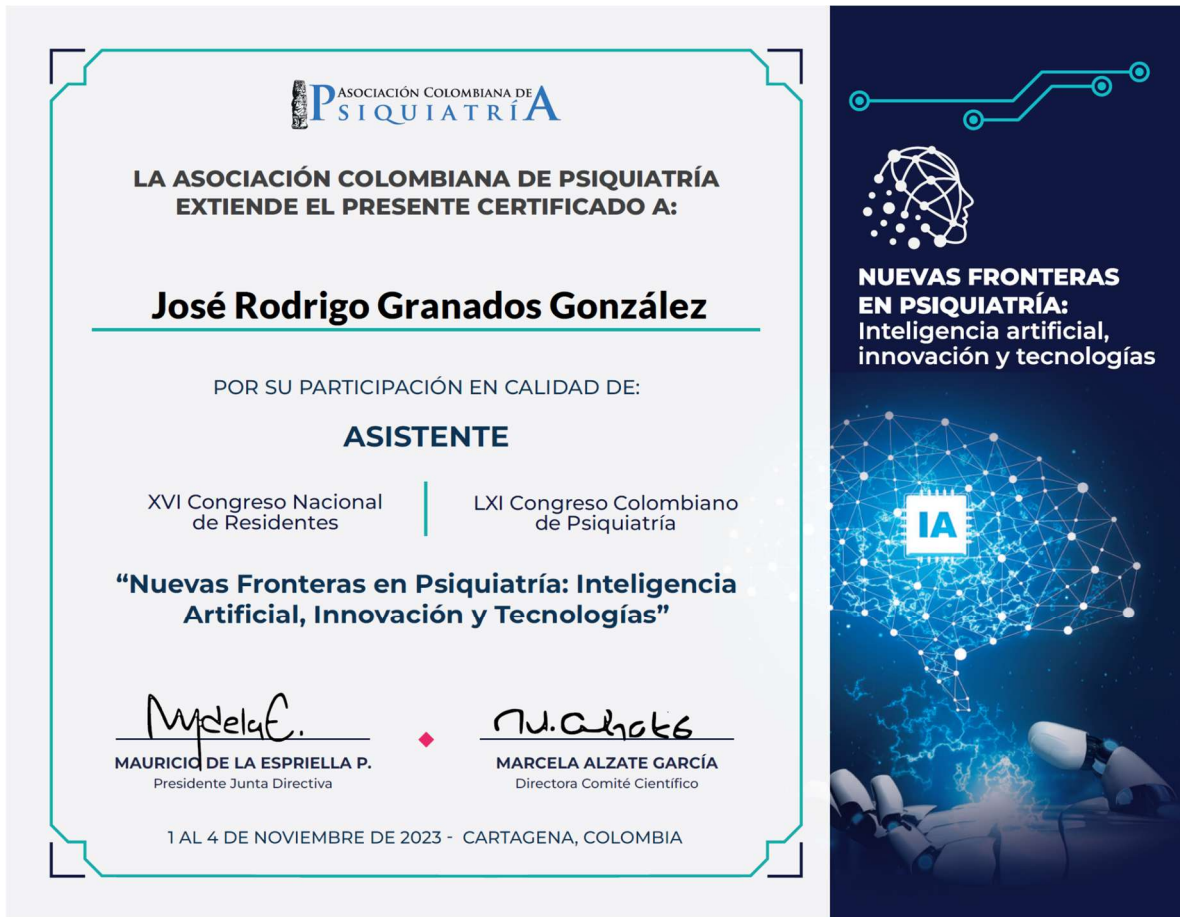 ASOCIACIÓN COLOMBIANA DE
PSIQUIATRÍA
LA ASOCIACIÓN COLOMBIANA DE PSIQUIATRÍA
EXTIENDE EL PRESENTE CERTIFICADO A:
José Rodrigo Granados González
POR SU PARTICIPACIÓN EN CALIDAD DE:
ASISTENTE
XVI Congreso Nacional
de Residentes
LXI Congreso Colombiano
de Psiquiatría
“Nuevas Fronteras en Psiquiatría: Inteligencia
Artificial, Innovación y Tecnologías”
MAURICIO DE LA ESPRIELLA P.
Presidente Junta Directiva
MARCELA ALZATE GARCÍA
Directora Comité Científico
1 AL 4 DE NOVIEMBRE DE 2023 - CARTAGENA, COLOMBIA
NUEVAS FRONTERAS
EN PSIQUIATRÍA:
Inteligencia artificial,
innovación y tecnologías
IA